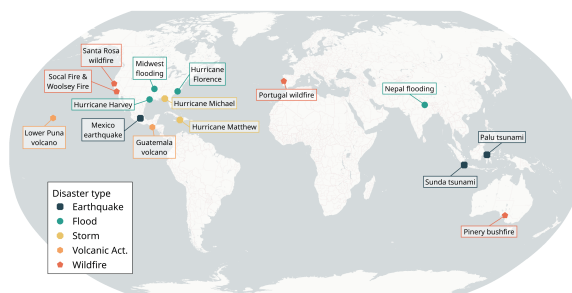 Santa Rosa
wildfire
Midwest
flooding
Hurricane
Florence
Socal Fire &
Woolsey Fire
Portugal wildfire
Nepal flooding
Hurricane Harvey
Hurricane Michael
Mexico
earthquake
Hurricane Matthew
Lower Puna
volcano
Guatemala
volcano
Palu tsunami
Sunda tsunami
Pinery bushfire
Disaster type
Earthquake
Flood
Storm
Volcanic Act.
Wildfire